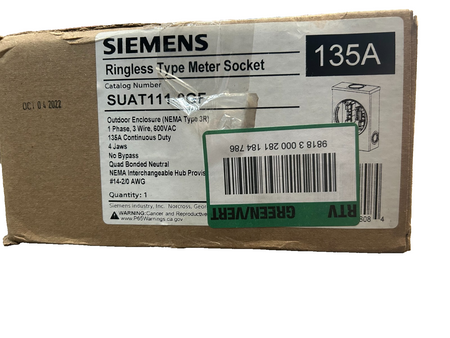 SIEMENS
135A
Ringless Type Meter Socket
Catalog Number
OCT 04 2022
Outdoor Enclosure (NEMA Type 3R)
1 Phase, 3 Wire, 600VAC
135A Continuous Duty
4 Jaws
No Bypass
Quad Bonded Neutral
NEMA Interchangeable Hub
#14-2/0 AWG
Quantity: 1
Siemens Industry, Inc. Norcross,
WARNING: Cancer and Reproductive
www.P65Warnings.ca.gov
9818 3 000 281 184 786
RTV
GREEN/VERT
4